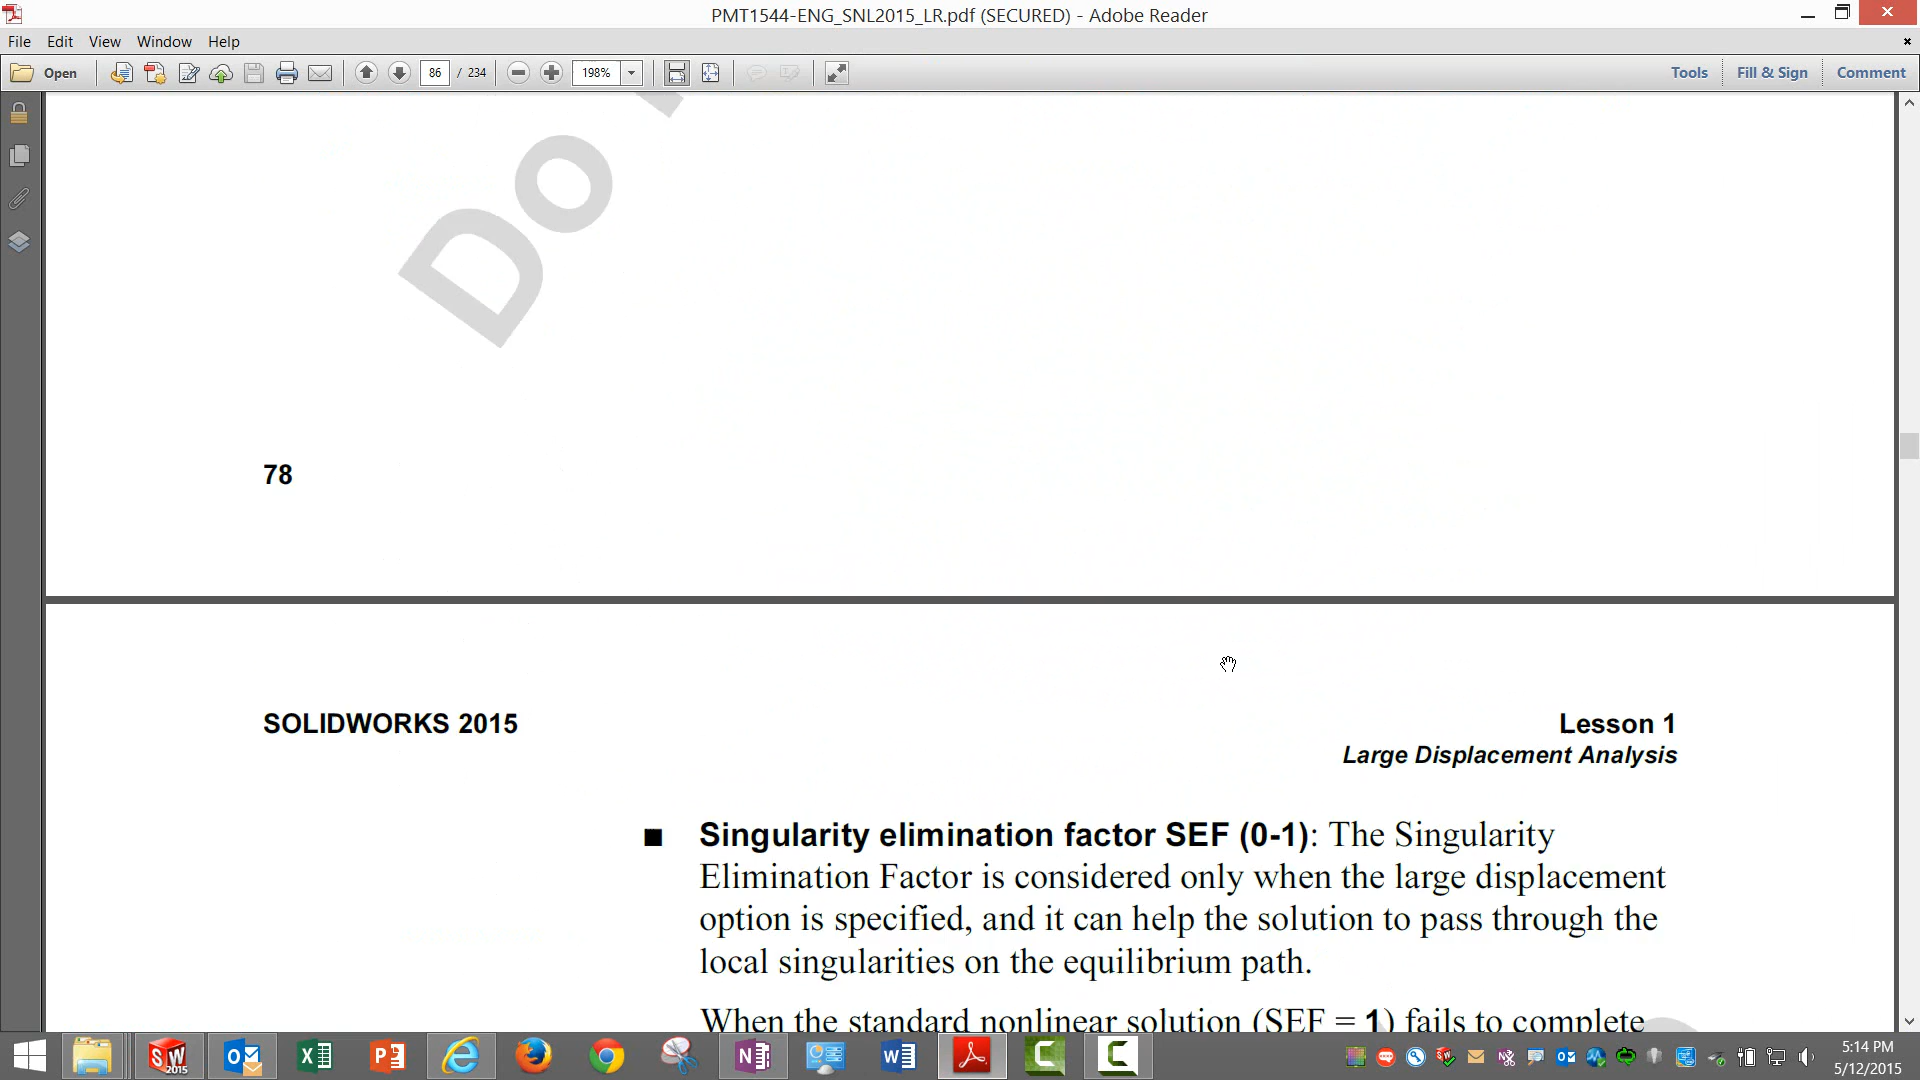 PMT1544-ENG_SNL2015_LR.pdf (SECURED) - Adobe Reader
File Edit View Window Help
Open 86 / 234 198% Tools Fill & Sign Comment
Do
78
SOLIDWORKS 2015 Lesson 1
Large Displacement Analysis
■ Singularity elimination factor SEF (0-1): The Singularity
Elimination Factor is considered only when the large displacement
option is specified, and it can help the solution to pass through the
local singularities on the equilibrium path.
When the standard nonlinear solution (SEF = 1) fails to complete
5:14 PM
5/12/2015